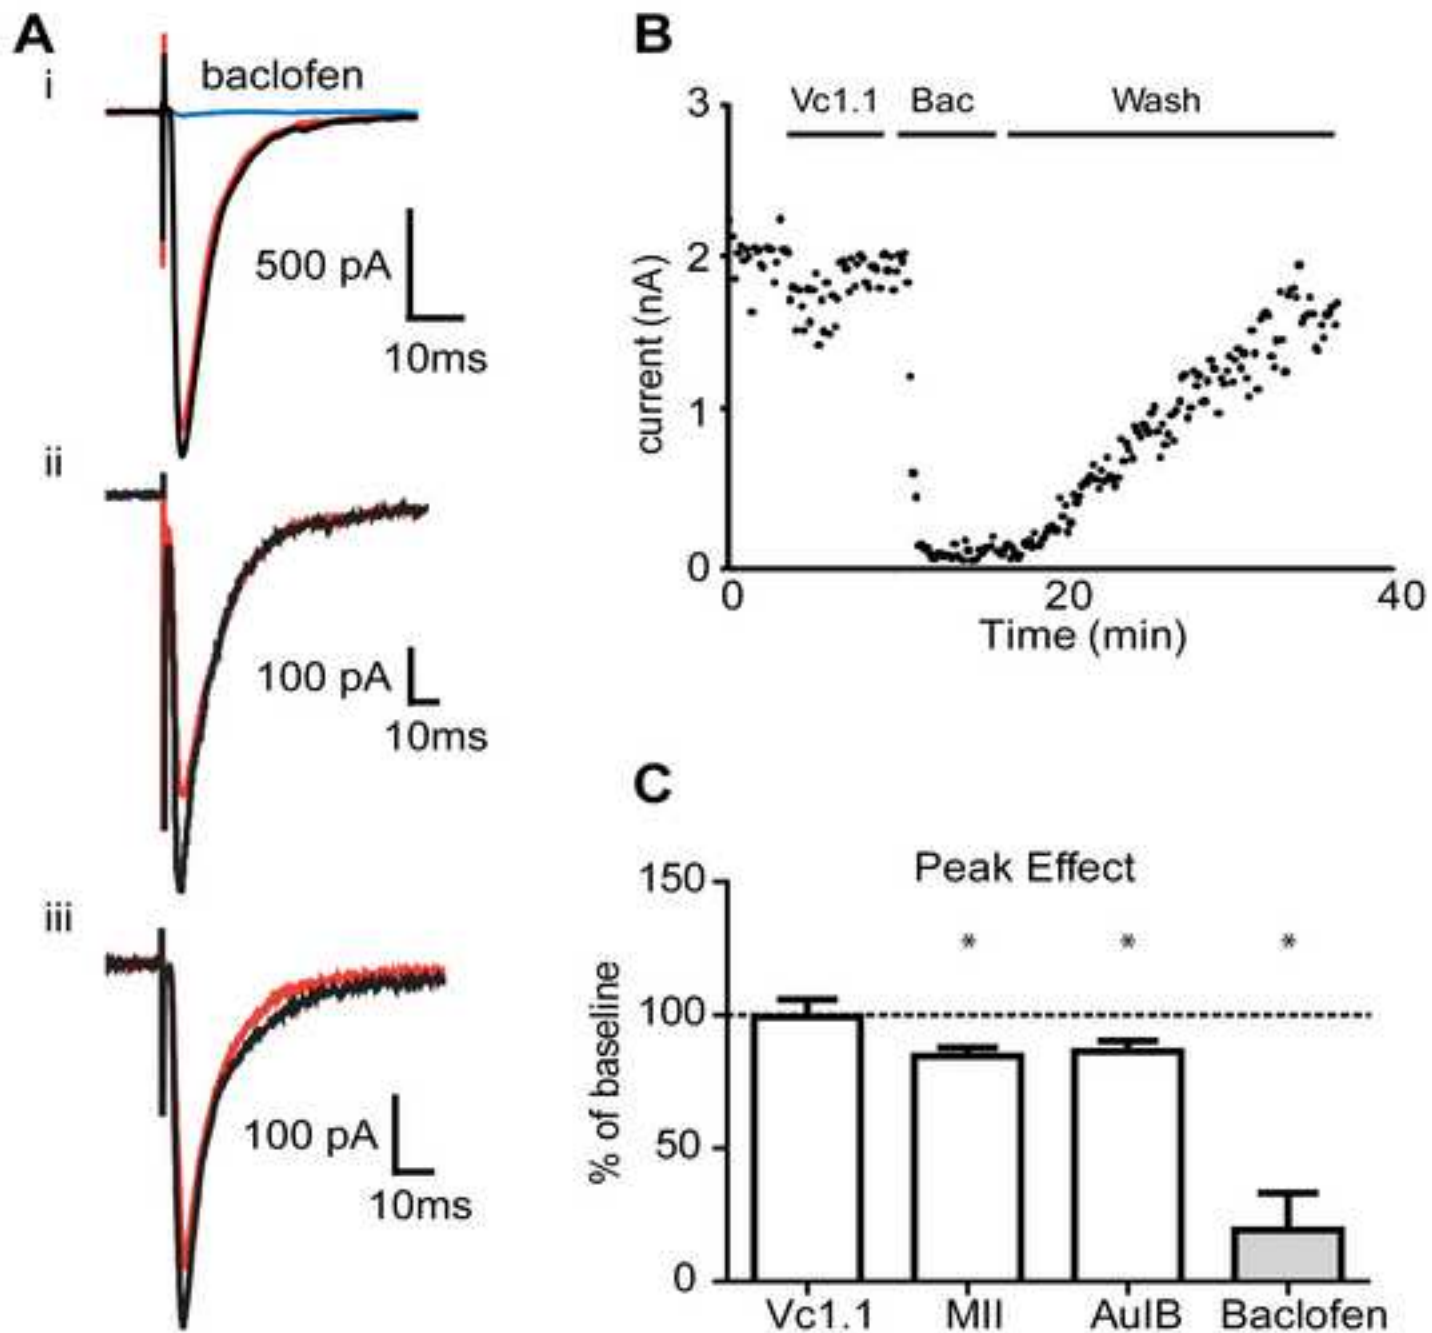 A
i
baclofen
500 pA
10ms
ii
100 pA
10ms
iii
100 pA
10ms
B
Vc1.1 Bac Wash
3
2
1
0
current (nA)
0 20 40
Time (min)
C
Peak Effect
150
100
50
0
% of baseline
* * *
Vc1.1 MII AuIB Baclofen